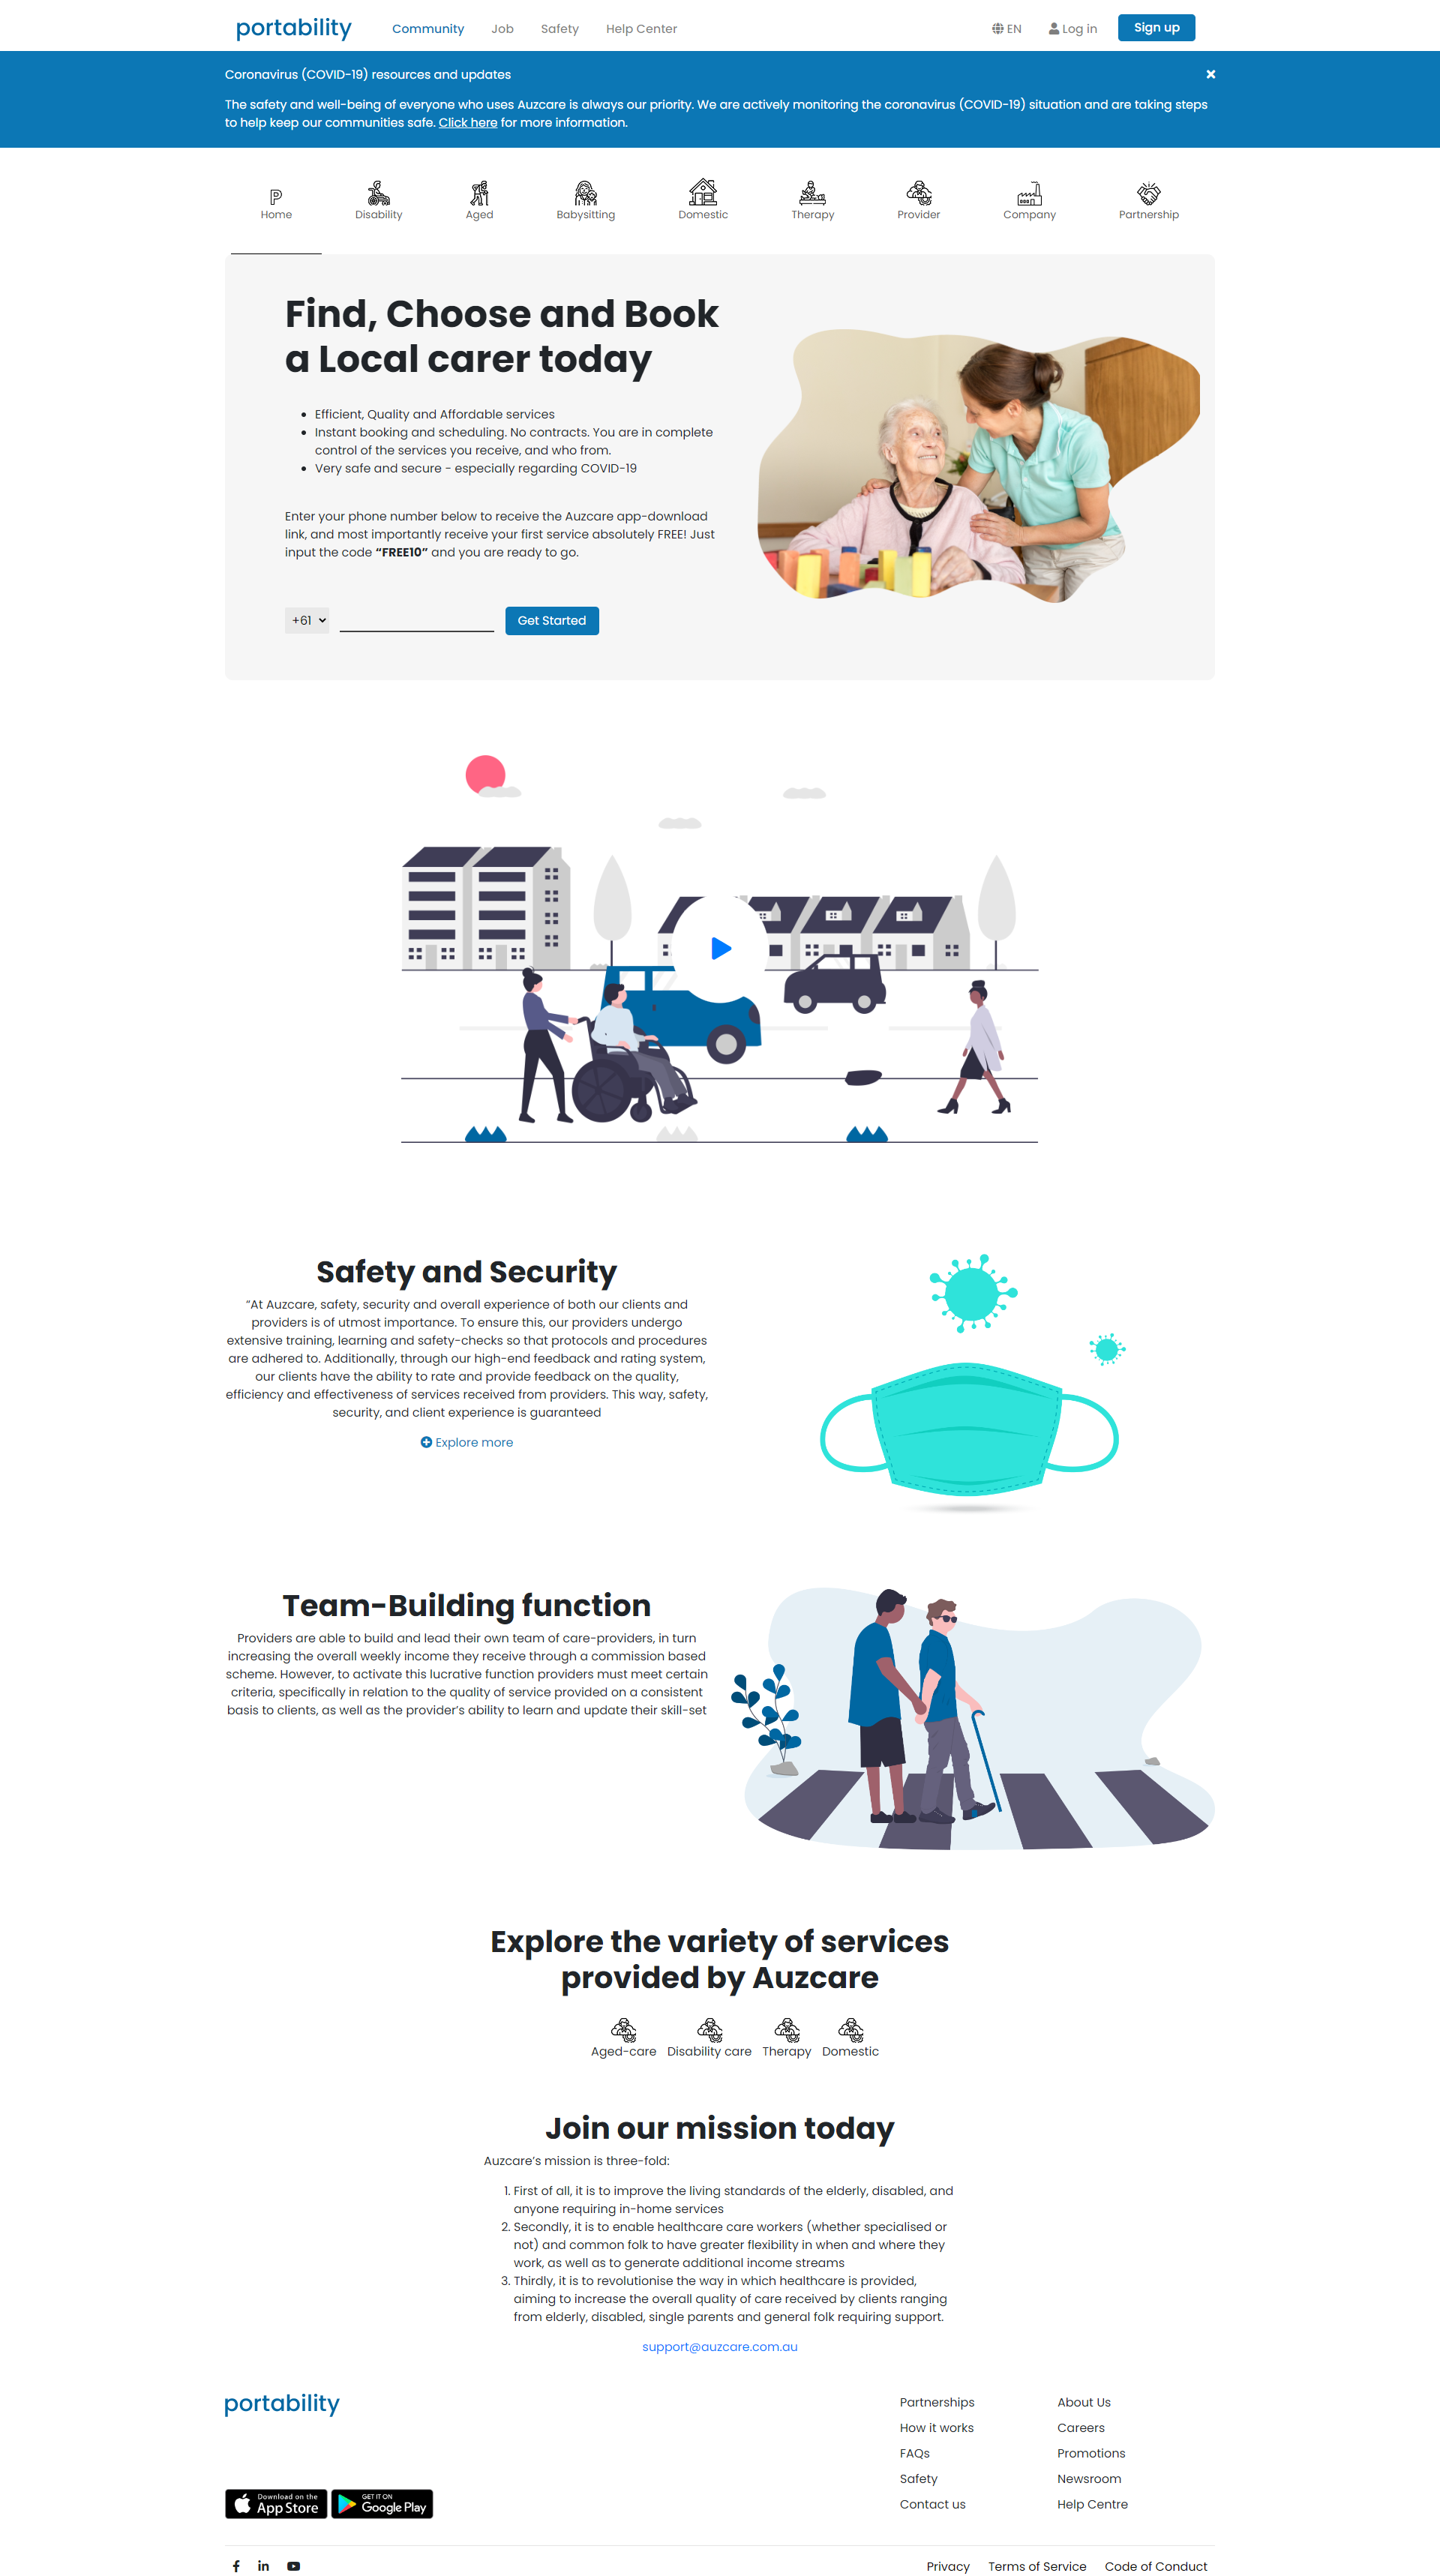 portability
Community
Job
Safety
Help Center
EN
Log in
Sign up
Coronavirus (COVID-19) resources and updates
The safety and well-being of everyone who uses Auzcare is always our priority. We are actively monitoring the coronavirus (COVID-19) situation and are taking steps
to help keep our communities safe. Click here for more information.
Home
Disability
Aged
Babysitting
Domestic
Therapy
Provider
Company
Partnership
Find, Choose and Book
a Local carer today
Efficient, Quality and Affordable services
Instant booking and scheduling. No contracts. You are in complete
control of the services you receive, and who from.
Very safe and secure - especially regarding COVID-19
Enter your phone number below to receive the Auzcare app-download
link, and most importantly receive your first service absolutely FREE! Just
input the code “FREE10” and you are ready to go.
+61
Get Started
Safety and Security
“At Auzcare, safety, security and overall experience of both our clients and
providers is of utmost importance. To ensure this, our providers undergo
extensive training, learning and safety-checks so that protocols and procedures
are adhered to. Additionally, through our high-end feedback and rating system,
our clients have the ability to rate and provide feedback on the quality,
efficiency and effectiveness of services received from providers. This way, safety,
security, and client experience is guaranteed
Explore more
Team-Building function
Providers are able to build and lead their own team of care-providers, in turn
increasing the overall weekly income they receive through a commission based
scheme. However, to activate this lucrative function providers must meet certain
criteria, specifically in relation to the quality of service provided on a consistent
basis to clients, as well as the provider’s ability to learn and update their skill-set
Explore the variety of services
provided by Auzcare
Aged-care
Disability care
Therapy
Domestic
Join our mission today
Auzcare’s mission is three-fold:
1. First of all, it is to improve the living standards of the elderly, disabled, and
anyone requiring in-home services
2. Secondly, it is to enable healthcare care workers (whether specialised or
not) and common folk to have greater flexibility in when and where they
work, as well as to generate additional income streams
3. Thirdly, it is to revolutionise the way in which healthcare is provided,
aiming to increase the overall quality of care received by clients ranging
from elderly, disabled, single parents and general folk requiring support.
support@auzcare.com.au
portability
Download on the
App Store
GET IT ON
Google Play
Partnerships
How it works
FAQs
Safety
Contact us
About Us
Careers
Promotions
Newsroom
Help Centre
Privacy
Terms of Service
Code of Conduct